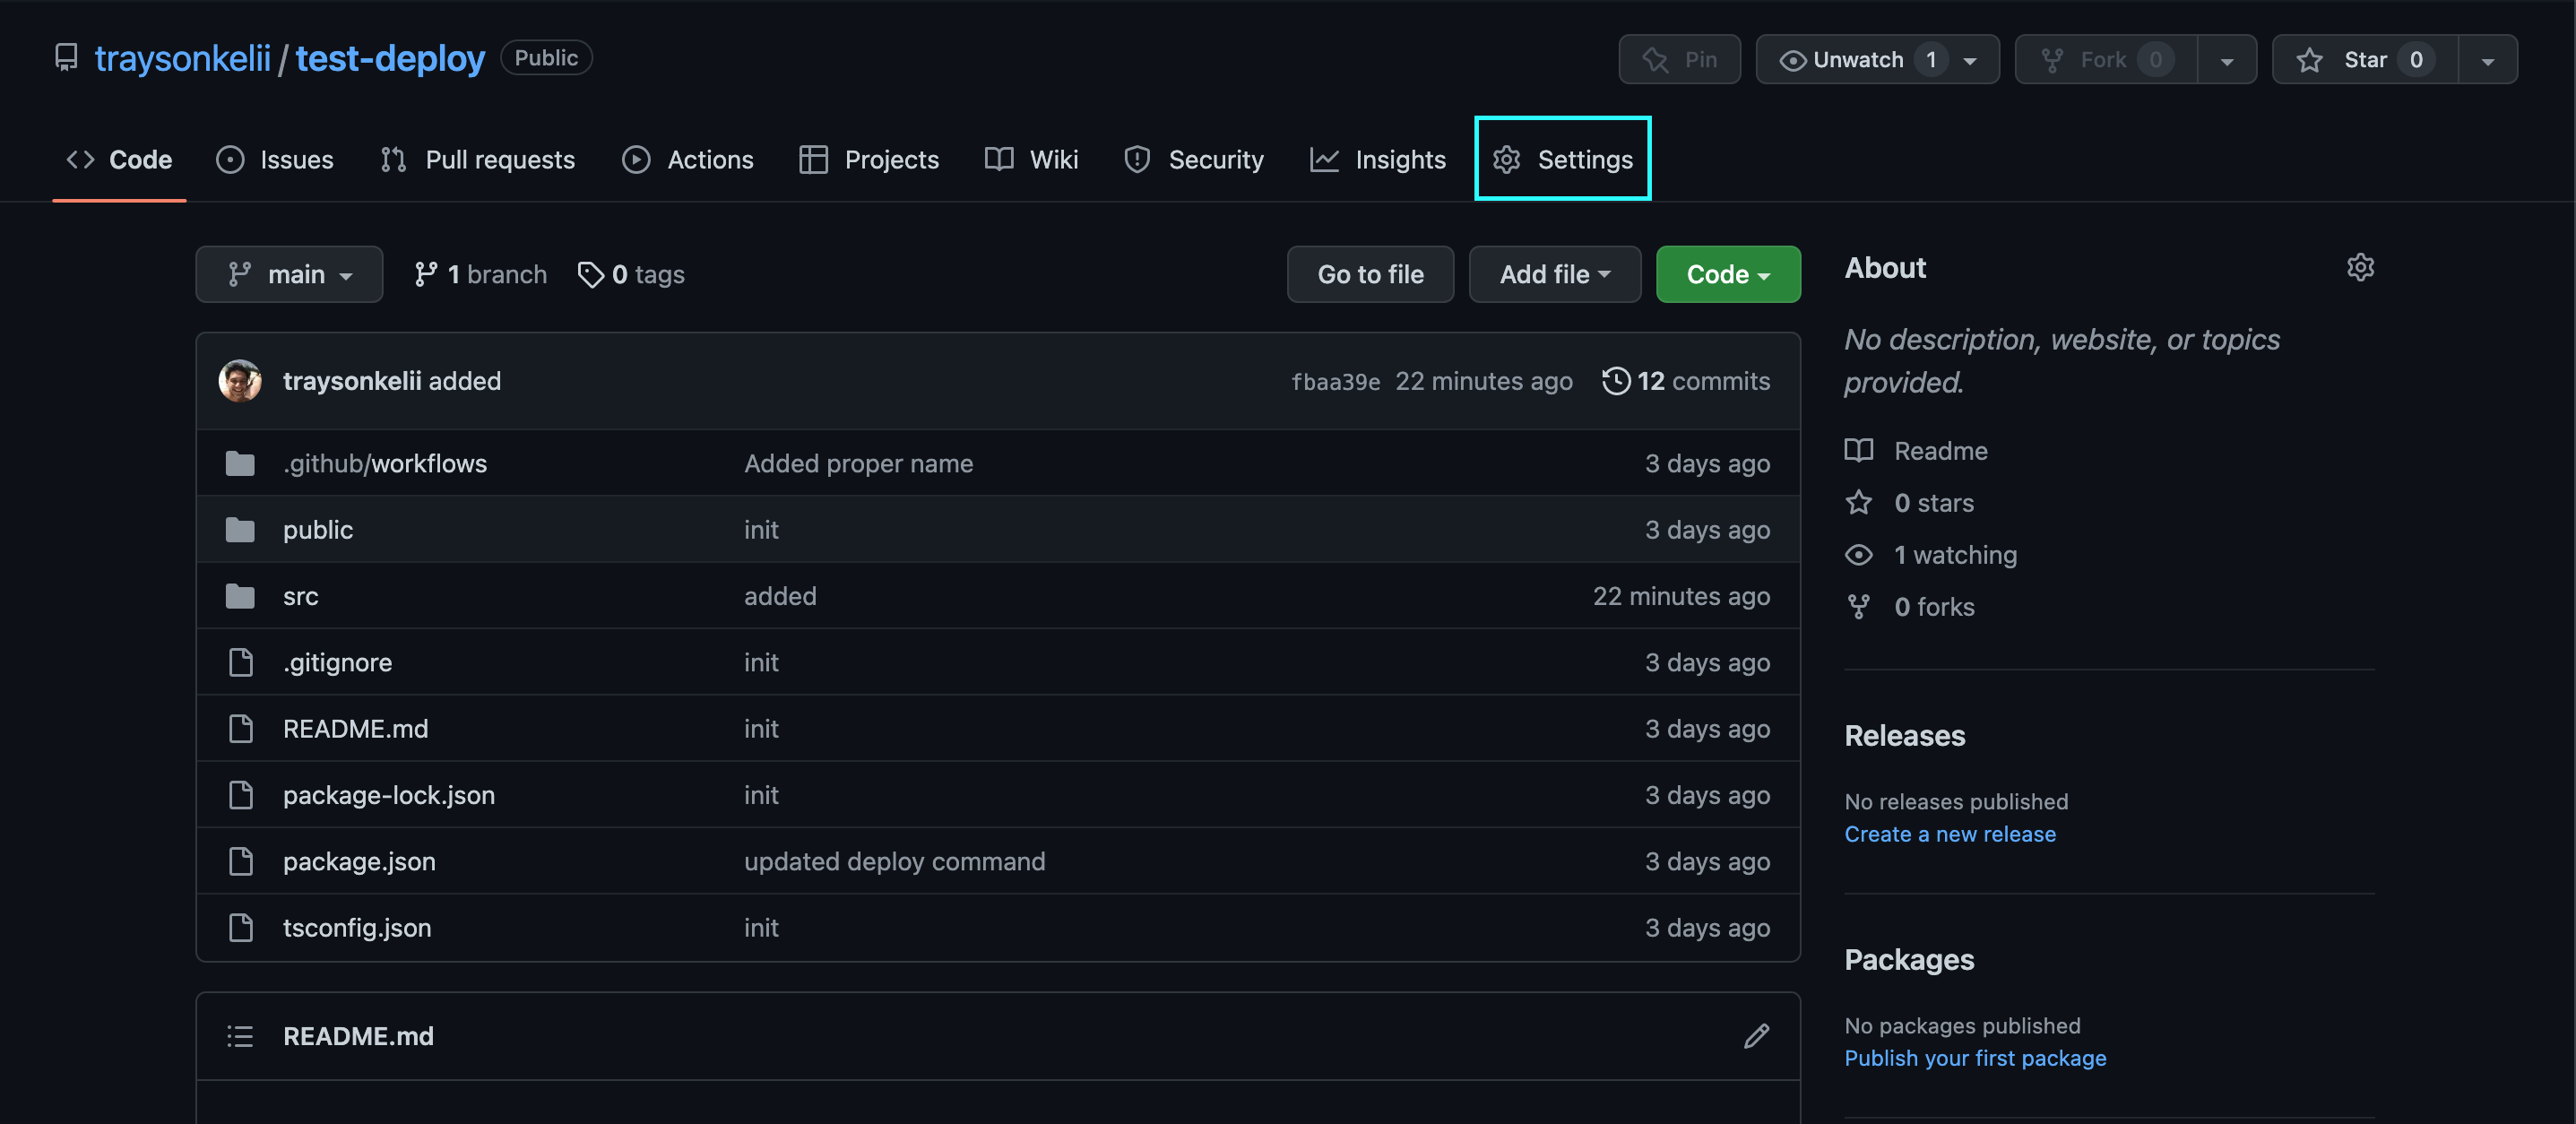 traysonkelii / test-deploy Public
Pin
Unwatch 1
Fork 0
Star 0
Code Issues Pull requests Actions Projects Wiki Security Insights Settings
main 1 branch 0 tags Go to file Add file Code
traysonkelii added fbaa39e 22 minutes ago 12 commits
.github/workflows Added proper name 3 days ago
public init 3 days ago
src added 22 minutes ago
.gitignore init 3 days ago
README.md init 3 days ago
package-lock.json init 3 days ago
package.json updated deploy command 3 days ago
tsconfig.json init 3 days ago
README.md
About
No description, website, or topics
provided.
Readme
0 stars
1 watching
0 forks
Releases
No releases published
Create a new release
Packages
No packages published
Publish your first package